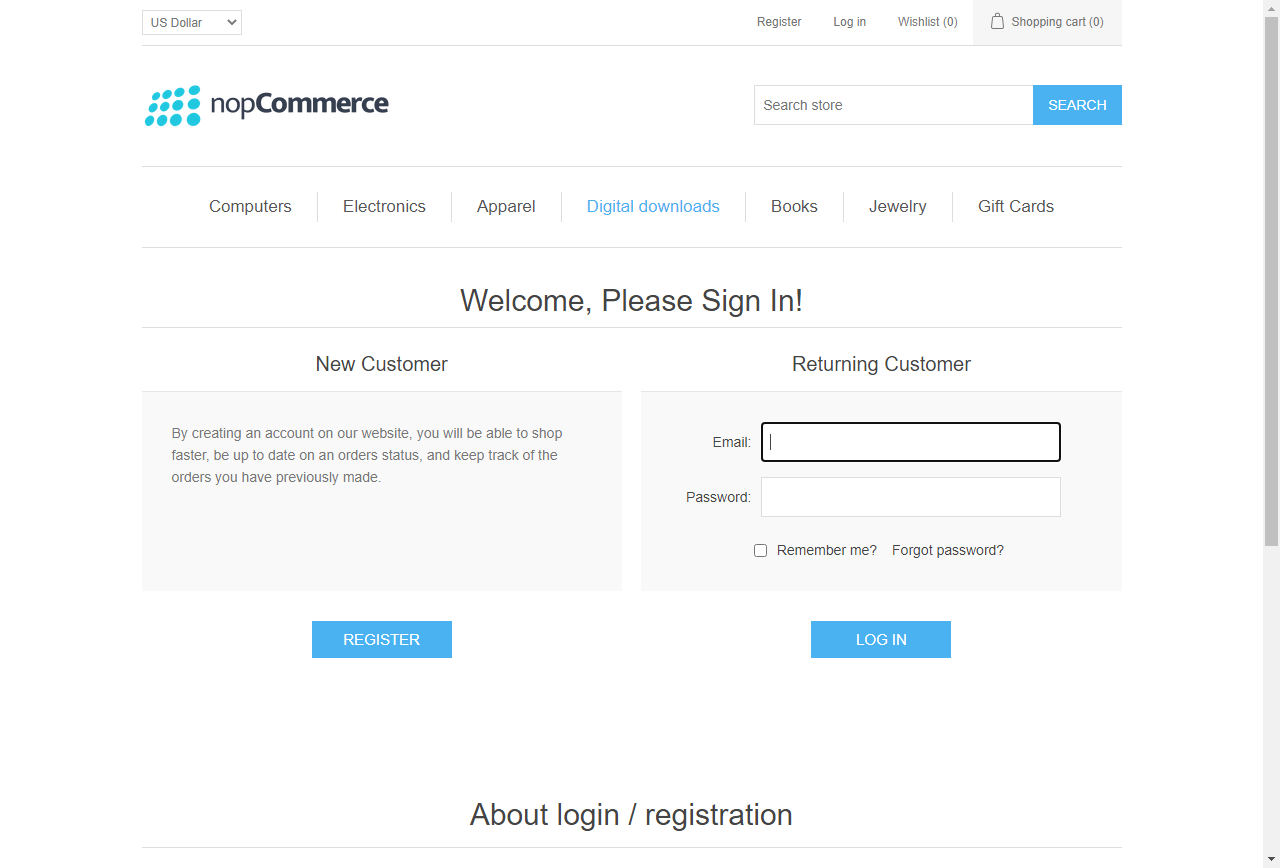 US Dollar
Register
Log in
Wishlist (0)
Shopping cart (0)
nopCommerce
Search store
SEARCH
Computers
Electronics
Apparel
Digital downloads
Books
Jewelry
Gift Cards
Welcome, Please Sign In!
New Customer
By creating an account on our website, you will be able to shop
faster, be up to date on an orders status, and keep track of the
orders you have previously made.
REGISTER
Returning Customer
Email:
Password:
Remember me?
Forgot password?
LOG IN
About login / registration